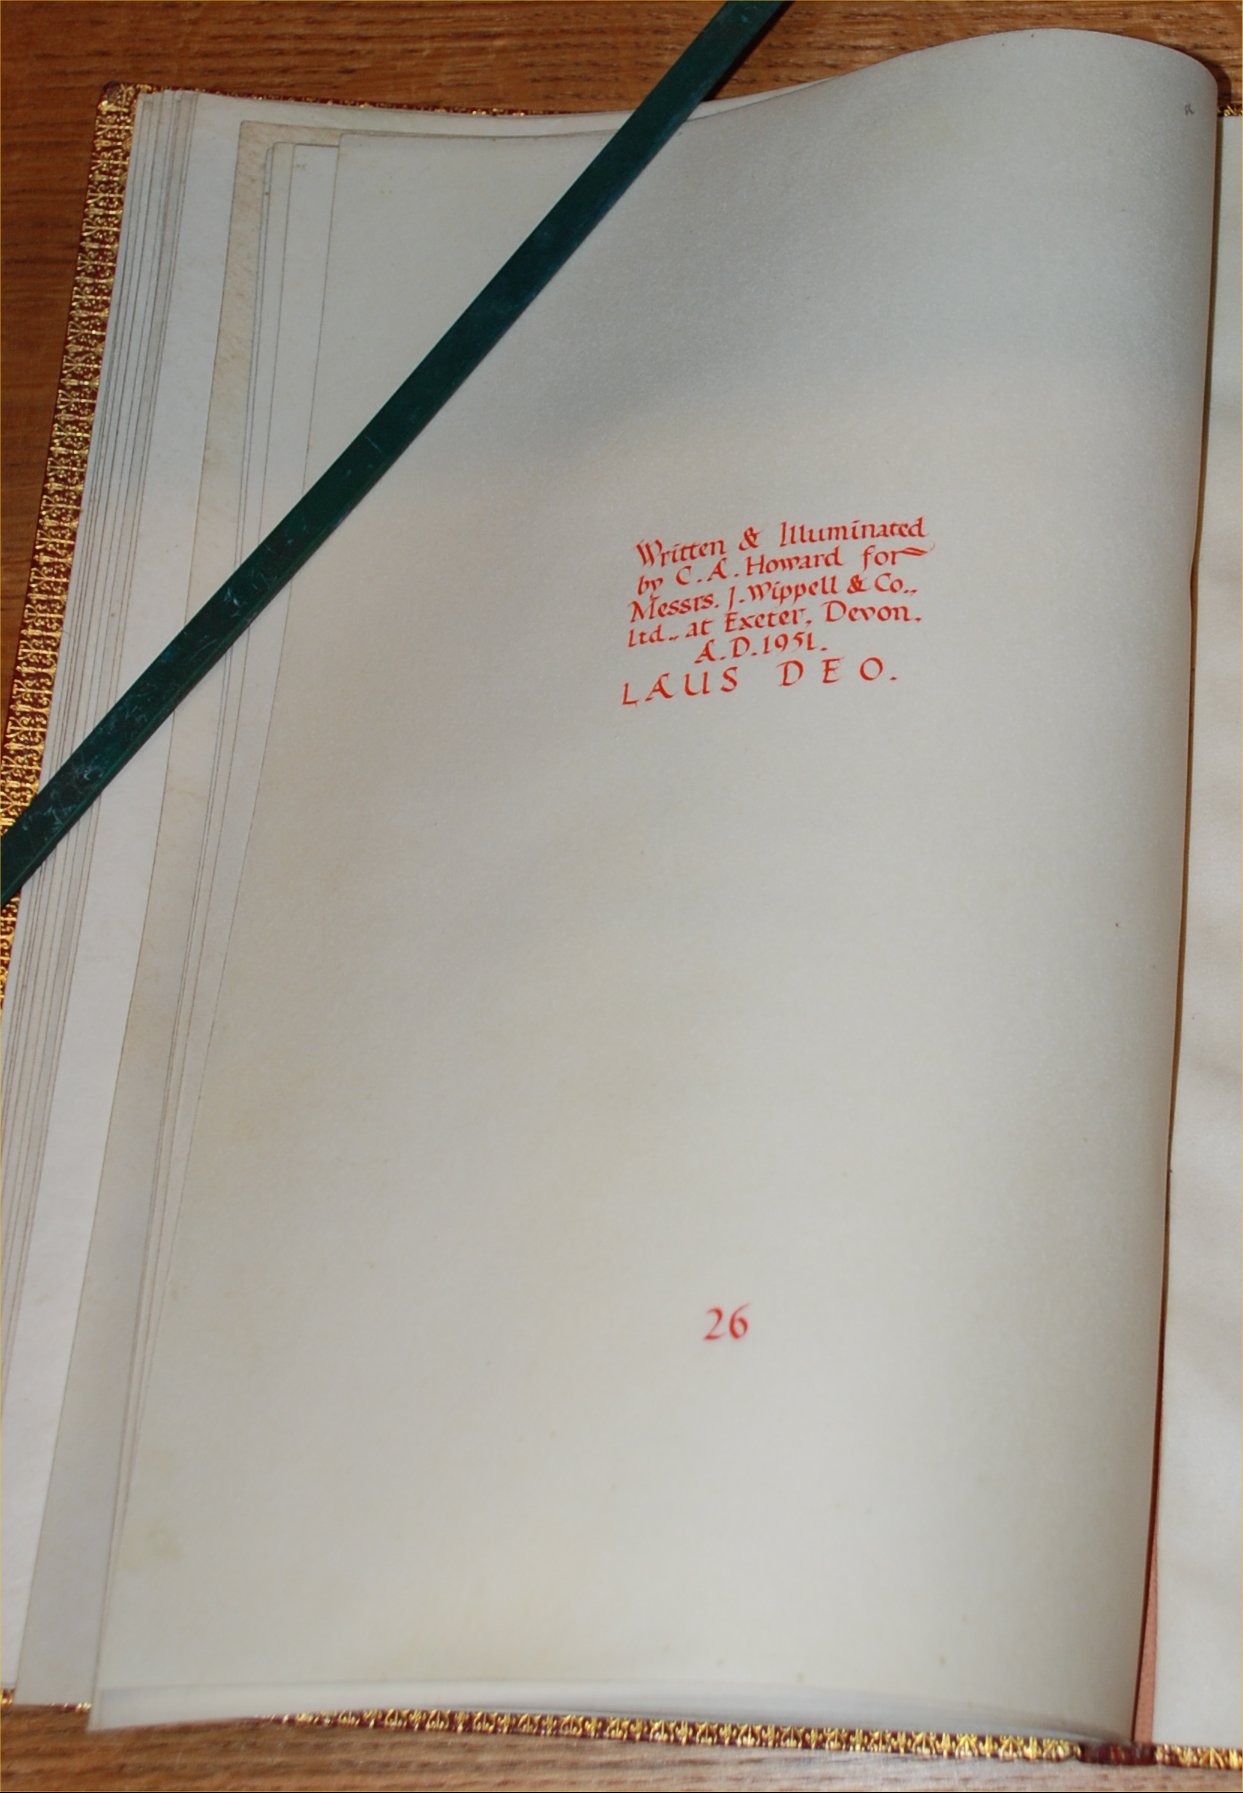 Written & Illuminated
by C. A. Howard for
Messrs. J. Wippell & Co.,
Ltd., at Exeter, Devon.
A.D. 1951.
LAUS DEO.
26